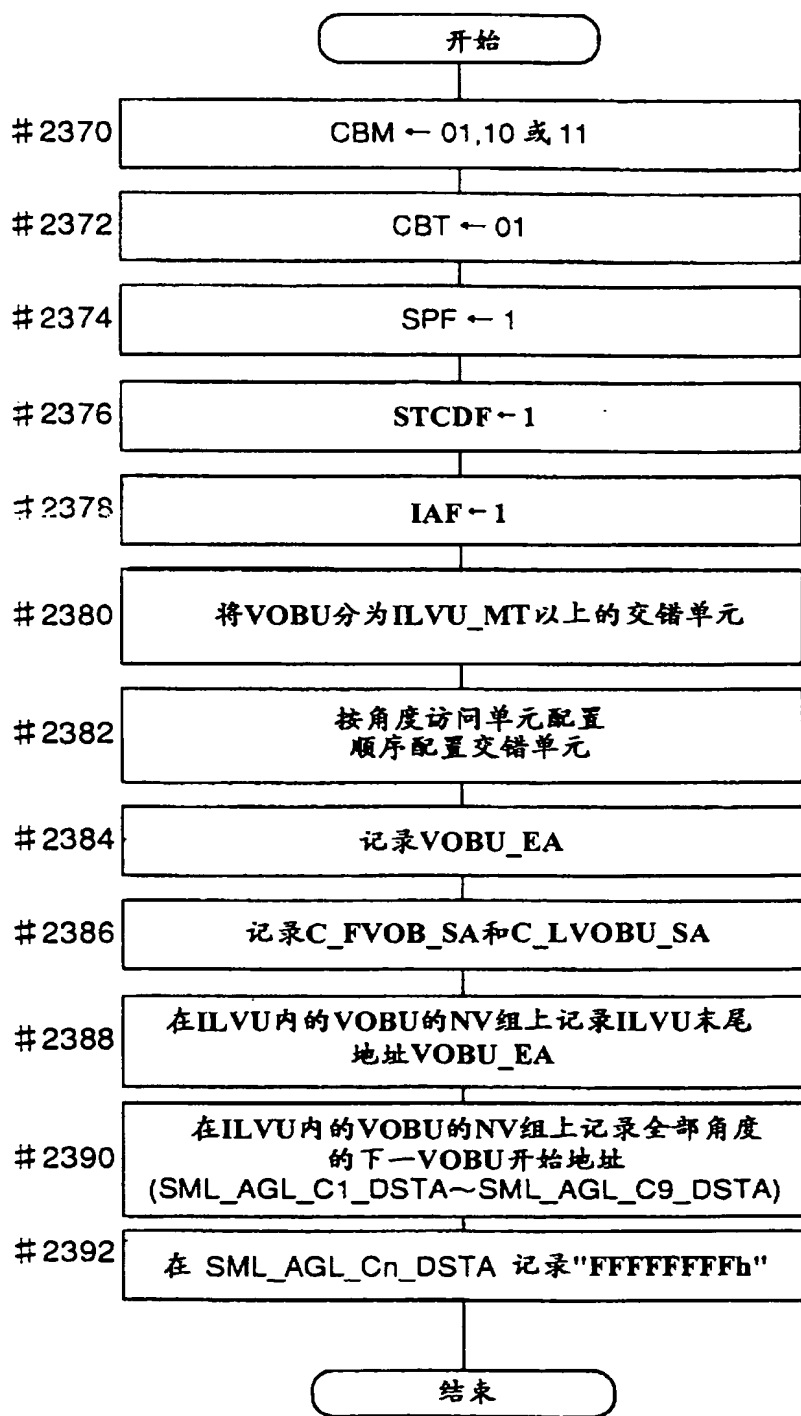 开始
#2370
CBM ← 01,10 或 11
#2372
CBT ← 01
#2374
SPF ← 1
#2376
STCDF ← 1
#2378
IAF ← 1
#2380
将VOBU分为ILVU_MT以上的交错单元
#2382
按角度访问单元配置
顺序配置交错单元
#2384
记录VOBU_EA
#2386
记录C_FVOB_SA和C_LVOBU_SA
#2388
在ILVU内的VOBU的NV组上记录ILVU末尾
地址VOBU_EA
#2390
在ILVU内的VOBU的NV组上记录全部角度
的下一VOBU开始地址
(SML_AGL_C1_DSTA~SML_AGL_C9_DSTA)
#2392
在 SML_AGL_Cn_DSTA 记录"FFFFFFFFh"
结束